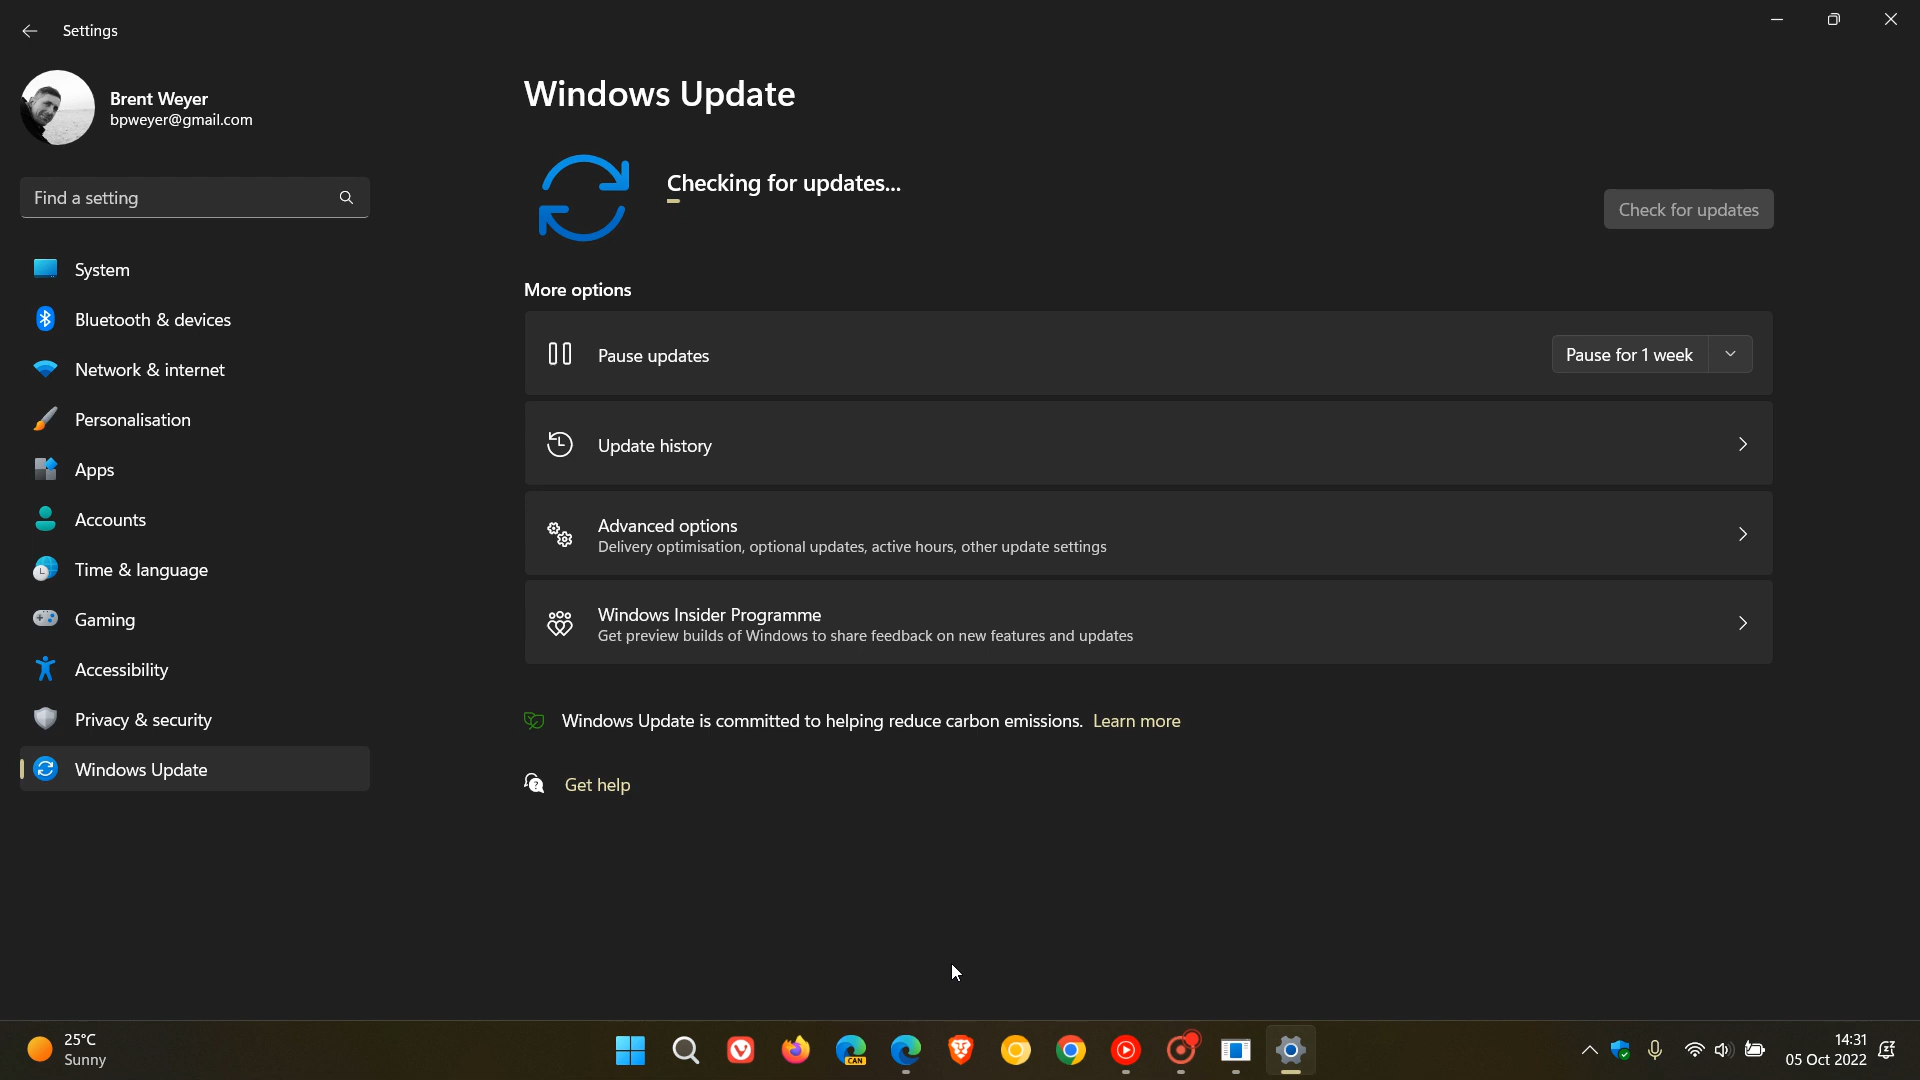 Settings
Brent Weyer
bpweyer@gmail.com
Find a setting
System
Bluetooth & devices
Network & internet
Personalisation
Apps
Accounts
Time & language
Gaming
Accessibility
Privacy & security
Windows Update
Windows Update
Checking for updates...
Check for updates
More options
Pause updates
Pause for 1 week
Update history
Advanced options
Delivery optimisation, optional updates, active hours, other update settings
Windows Insider Programme
Get preview builds of Windows to share feedback on new features and updates
Windows Update is committed to helping reduce carbon emissions. Learn more
Get help
25°C
Sunny
CAN
14:31
05 Oct 2022